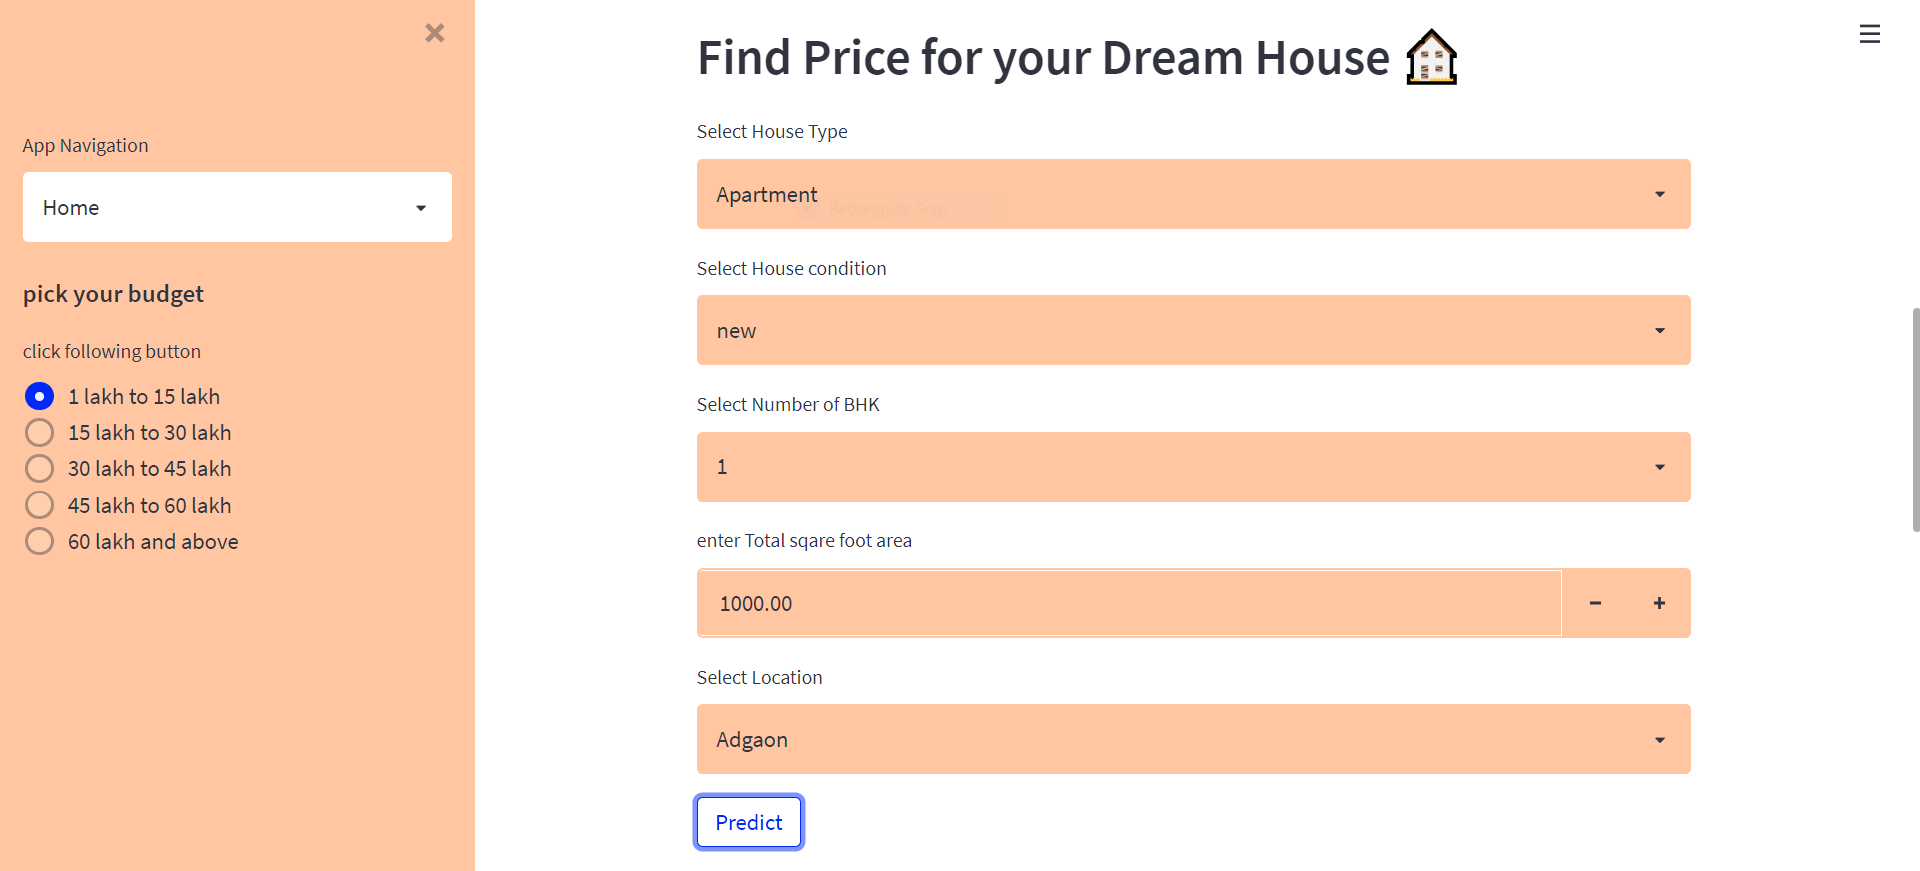 App Navigation
Home
pick your budget
click following button
1 lakh to 15 lakh
15 lakh to 30 lakh
30 lakh to 45 lakh
45 lakh to 60 lakh
60 lakh and above
Find Price for your Dream House
Select House Type
Apartment
Rectangular Snip
Select House condition
new
Select Number of BHK
1
enter Total sqare foot area
1000.00
Select Location
Adgaon
Predict